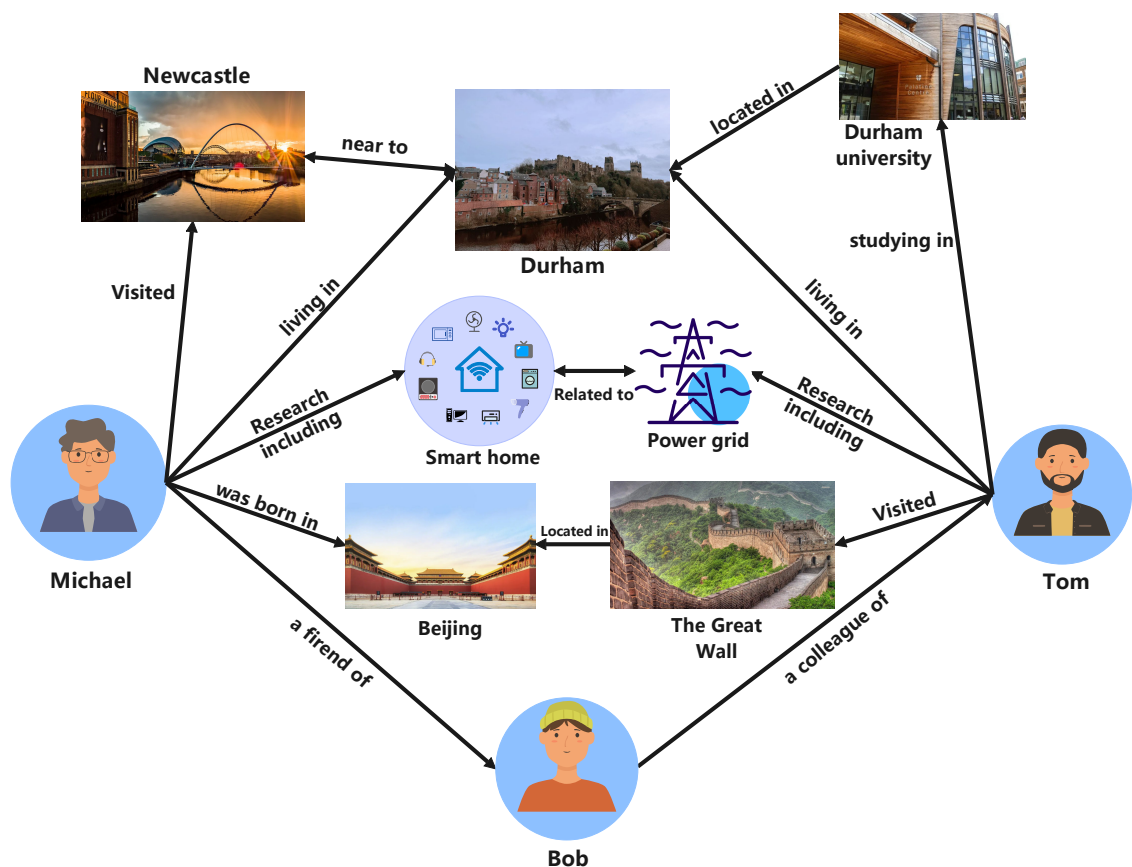 Newcastle
near to
located in
Durham
university
Visited
living in
Durham
living in
studying in
Research
including
Smart home
Related to
Power grid
Research
including
was born in
Located in
Visited
Michael
Beijing
The Great
Wall
Tom
a firend of
a colleague of
Bob